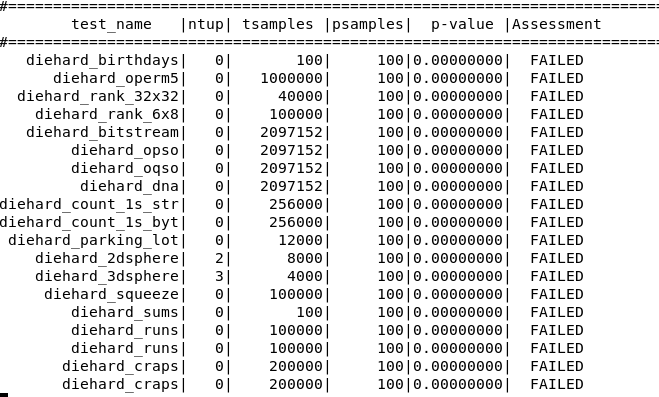 #=============================================================================
        test_name   |ntup| tsamples |psamples|  p-value |Assessment
#=============================================================================
   diehard_birthdays|   0|       100|     100|0.00000000|  FAILED
      diehard_operm5|   0|   1000000|     100|0.00000000|  FAILED
  diehard_rank_32x32|   0|     40000|     100|0.00000000|  FAILED
    diehard_rank_6x8|   0|    100000|     100|0.00000000|  FAILED
   diehard_bitstream|   0|   2097152|     100|0.00000000|  FAILED
        diehard_opso|   0|   2097152|     100|0.00000000|  FAILED
        diehard_oqso|   0|   2097152|     100|0.00000000|  FAILED
         diehard_dna|   0|   2097152|     100|0.00000000|  FAILED
diehard_count_1s_str|   0|    256000|     100|0.00000000|  FAILED
diehard_count_1s_byt|   0|    256000|     100|0.00000000|  FAILED
 diehard_parking_lot|   0|     12000|     100|0.00000000|  FAILED
    diehard_2dsphere|   2|      8000|     100|0.00000000|  FAILED
    diehard_3dsphere|   3|      4000|     100|0.00000000|  FAILED
     diehard_squeeze|   0|    100000|     100|0.00000000|  FAILED
        diehard_sums|   0|       100|     100|0.00000000|  FAILED
        diehard_runs|   0|    100000|     100|0.00000000|  FAILED
        diehard_runs|   0|    100000|     100|0.00000000|  FAILED
       diehard_craps|   0|    200000|     100|0.00000000|  FAILED
       diehard_craps|   0|    200000|     100|0.00000000|  FAILED